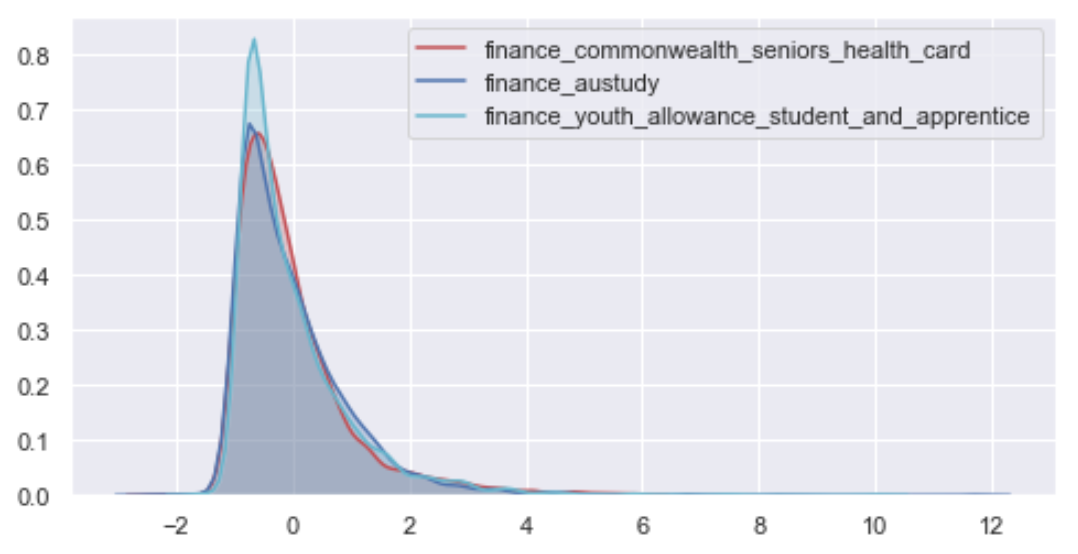 0.8
0.7
0.6
0.5
0.4
0.3
0.2
0.1
0.0
finance_commonwealth_seniors_health_card
finance_austudy
finance_youth_allowance_student_and_apprentice
−2 0 2 4 6 8 10 12